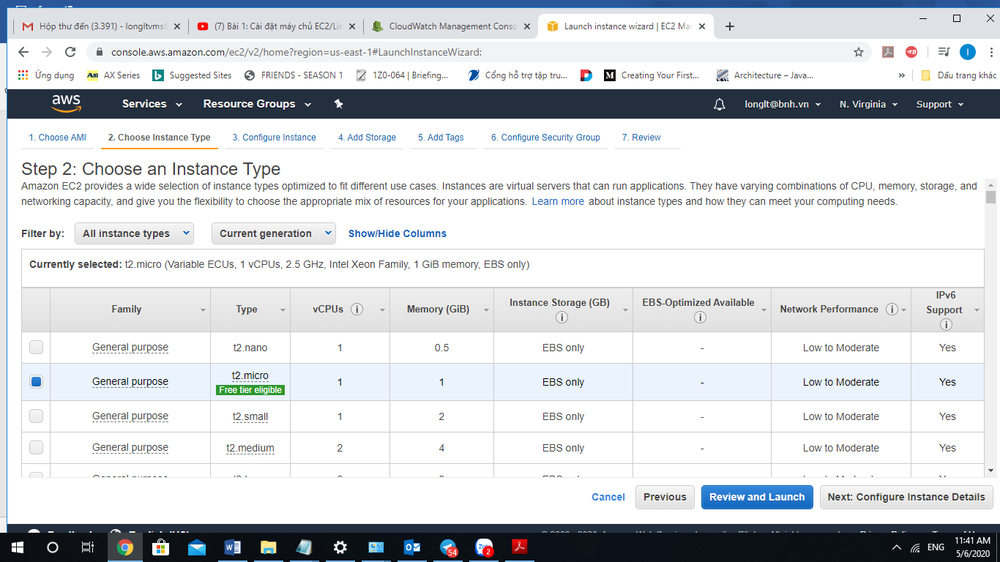 Hộp thư đến (3.391) - longltvms@
(7) Bài 1: Cài đặt máy chủ EC2/Lin
CloudWatch Management Conso
Launch instance wizard | EC2 Man
console.aws.amazon.com/ec2/v2/home?region=us-east-1#LaunchInstanceWizard:
Ứng dụng
AX Series
Suggested Sites
FRIENDS - SEASON 1
1Z0-064 | Briefing...
Cổng hỗ trợ tập tru...
Creating Your First...
Architecture – Java...
»
Dấu trang khác
aws
Services
Resource Groups
longlt@bnh.vn
N. Virginia
Support
1. Choose AMI
2. Choose Instance Type
3. Configure Instance
4. Add Storage
5. Add Tags
6. Configure Security Group
7. Review
Step 2: Choose an Instance Type
Amazon EC2 provides a wide selection of instance types optimized to fit different use cases. Instances are virtual servers that can run applications. They have varying combinations of CPU, memory, storage, and
networking capacity, and give you the flexibility to choose the appropriate mix of resources for your applications. Learn more about instance types and how they can meet your computing needs.
Filter by: All instance types Current generation Show/Hide Columns
Currently selected: t2.micro (Variable ECUs, 1 vCPUs, 2.5 GHz, Intel Xeon Family, 1 GiB memory, EBS only)
Family Type vCPUs Memory (GiB) Instance Storage (GB) EBS-Optimized Available Network Performance IPv6 Support
General purpose t2.nano 1 0.5 EBS only - Low to Moderate Yes
General purpose t2.micro 1 1 EBS only - Low to Moderate Yes
Free tier eligible
General purpose t2.small 1 2 EBS only - Low to Moderate Yes
General purpose t2.medium 2 4 EBS only - Low to Moderate Yes
Cancel Previous Review and Launch Next: Configure Instance Details
54
2
ENG
11:41 AM
5/6/2020